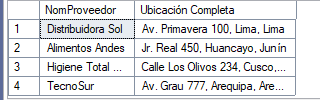 NomProveedor Ubicación Completa
1 Distribuidora Sol Av. Primavera 100, Lima, Lima
2 Alimentos Andes Jr. Real 450, Huancayo, Junín
3 Higiene Total ... Calle Los Olivos 234, Cusco,...
4 TecnoSur Av. Grau 777, Arequipa, Are...